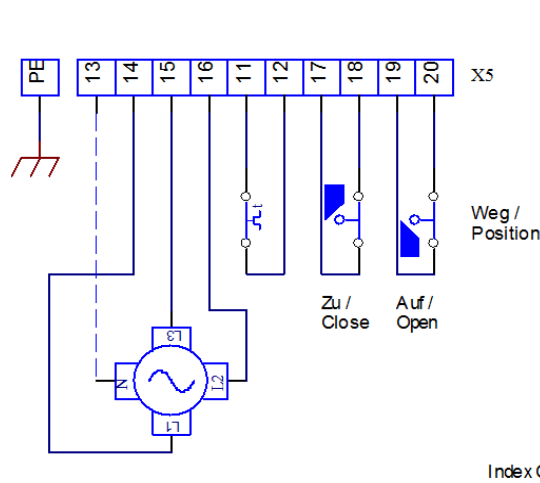 PE 13 14 15 16 11 12 17 18 19 20 X5
t
Weg /
Position
Zu / Auf /
Close Open
L3
N L2
L1
Index